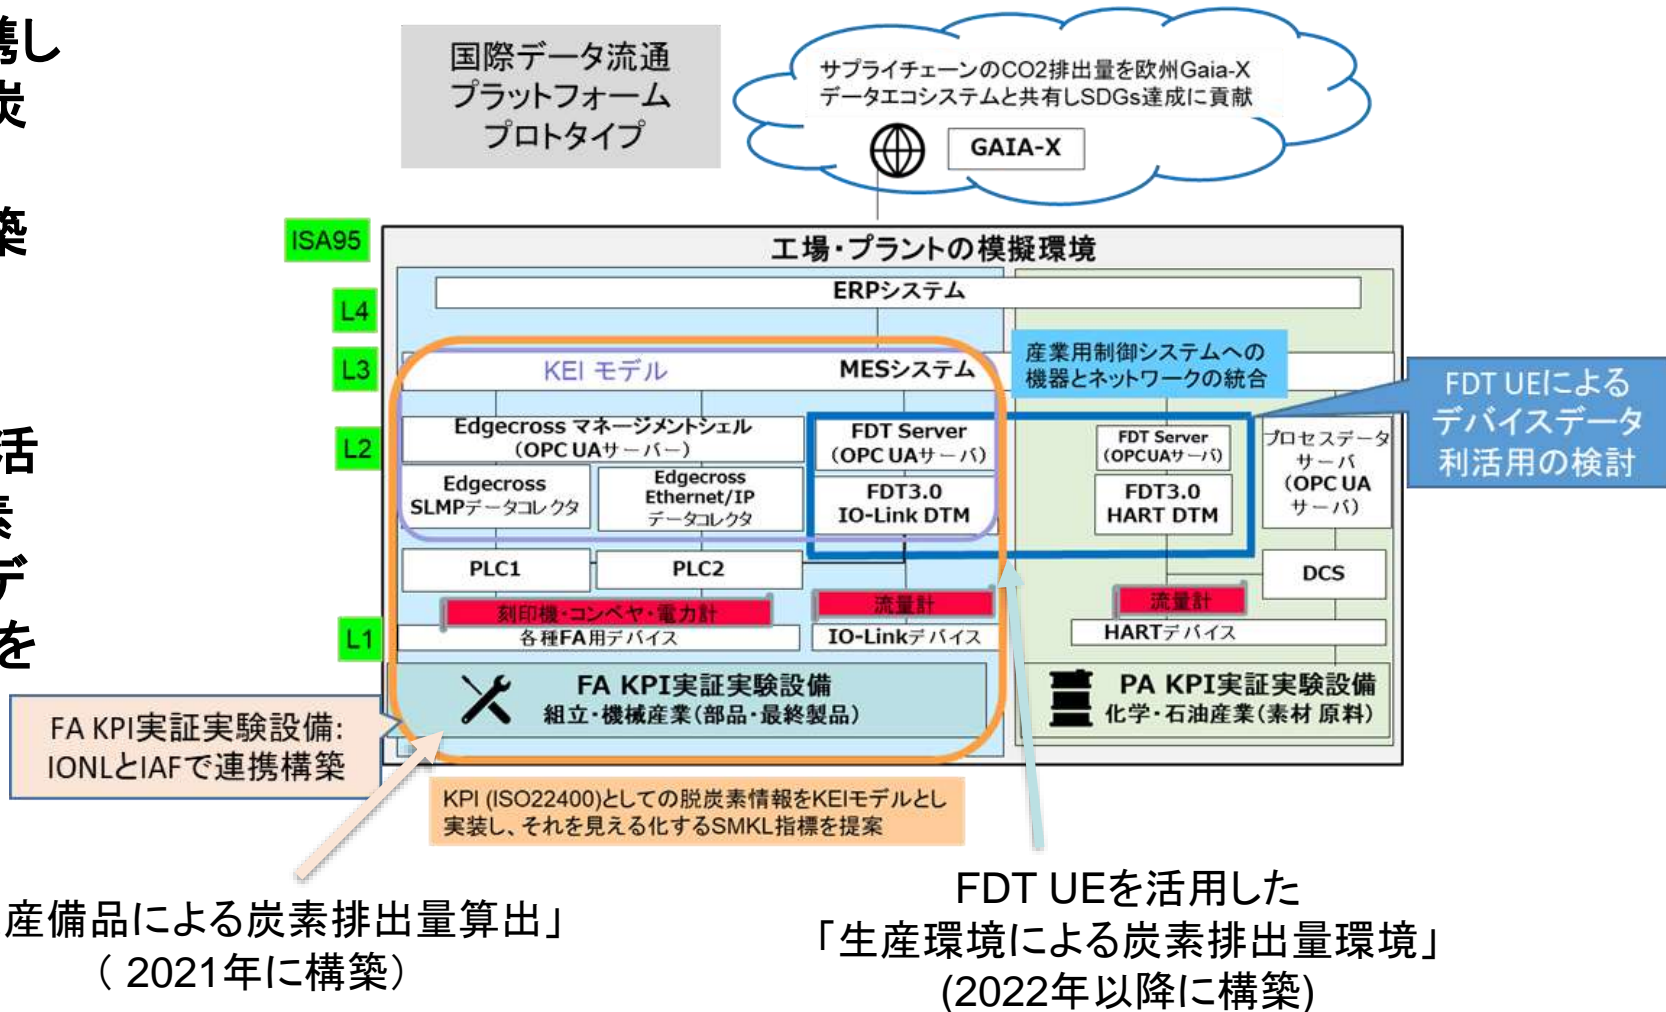 携し
炭
築
活
素
デ
を
国際データ流通
プラットフォーム
プロトタイプ
サプライチェーンのCO2排出量を欧州Gaia-X
データエコシステムと共有しSDGs達成に貢献
GAIA-X
ISA95
工場・プラントの模擬環境
L4
ERPシステム
L3
KEI モデル
MESシステム
産業用制御システムへの
機器とネットワークの統合
FDT UEによる
デバイスデータ
利活用の検討
L2
Edgecross マネージメントシェル
(OPC UAサーバー)
FDT Server
(OPC UAサーバ)
FDT Server
(OPCUAサーバ)
プロセスデータ
サーバ
(OPC UA
サーバ)
Edgecross
SLMPデータコレクタ
Edgecross
Ethernet/IP
データコレクタ
FDT3.0
IO-Link DTM
FDT3.0
HART DTM
PLC1
PLC2
DCS
刻印機・コンベヤ・電力計
流量計
流量計
L1
各種FA用デバイス
IO-Linkデバイス
HARTデバイス
FA KPI実証実験設備
組立・機械産業(部品・最終製品)
PA KPI実証実験設備
化学・石油産業(素材 原料)
FA KPI実証実験設備:
IONLとIAFで連携構築
KPI (ISO22400)としての脱炭素情報をKEIモデルとし
実装し、それを見える化するSMKL指標を提案
産備品による炭素排出量算出」
( 2021年に構築)
FDT UEを活用した
「生産環境による炭素排出量環境」
(2022年以降に構築)